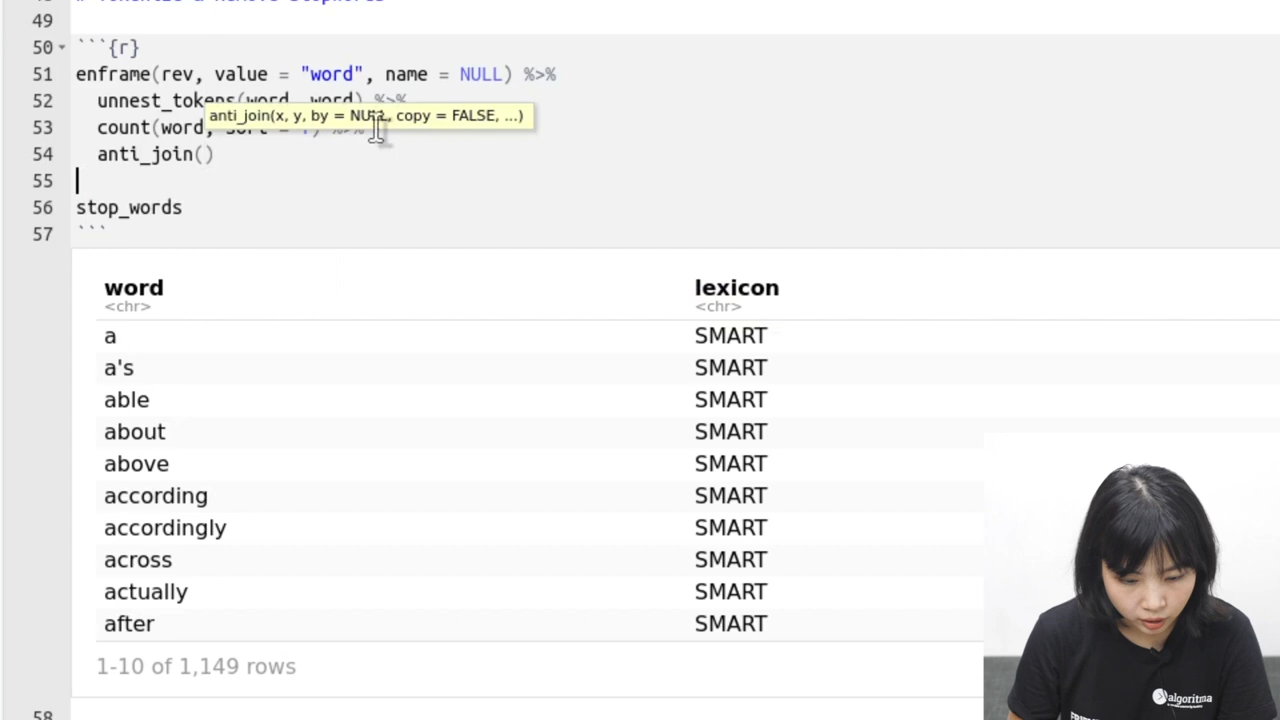 49
50 ```{r}
51 enframe(rev, value = "word", name = NULL) %>%
52 unnest_tokens(word, word) %>%
anti_join(x, y, by = NULL, copy = FALSE, ...)
53 count(word,
54 anti_join()
55
56 stop_words
57 ```
word lexicon
<chr> <chr>
a SMART
a's SMART
able SMART
about SMART
above SMART
according SMART
accordingly SMART
across SMART
actually SMART
after SMART
1-10 of 1,149 rows
58
algoritma